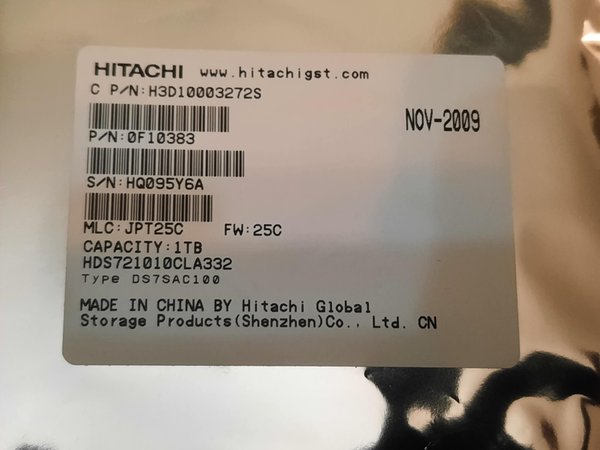 HITACHI www.hitachigst.com
C P/N:H3D10003272S
NOV-2009
P/N:0F10383
S/N:HQ095Y6A
MLC:JPT25C FW:25C
CAPACITY:1TB
HDS721010CLA332
Type DS7SAC100
MADE IN CHINA BY Hitachi Global
Storage Products(Shenzhen)Co., Ltd. CN